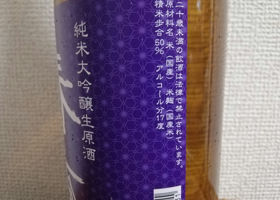 純米大吟醸生原酒
二十歳未満の飲酒は法律で禁止されています。
原材料名 米(国産)、米麹(国産米)
精米歩合50% アルコール分17度